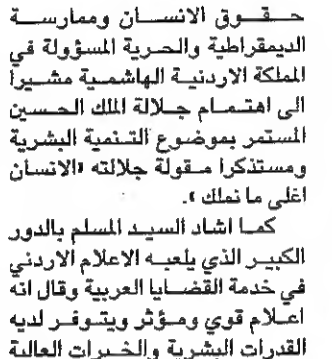 حقوق الانسان وممارسة
الديمقراطية والحرية المسؤولة في
المملكة الاردنية الهاشمية مشيرا
الى اهتمام جلالة الملك الحسين
المستمر بموضوع التنمية البشرية
ومستذكرا مقولة جلالته «الانسان
اغلى ما نملك».
كما اشاد السيد المسلم بالدور
الكبير الذي يلعبه الاعلام الاردني
في خدمة القضايا العربية وقال انه
اعلام قوي ومؤثر ويتوفر لديه
القدرات البشرية والخبرات العالية